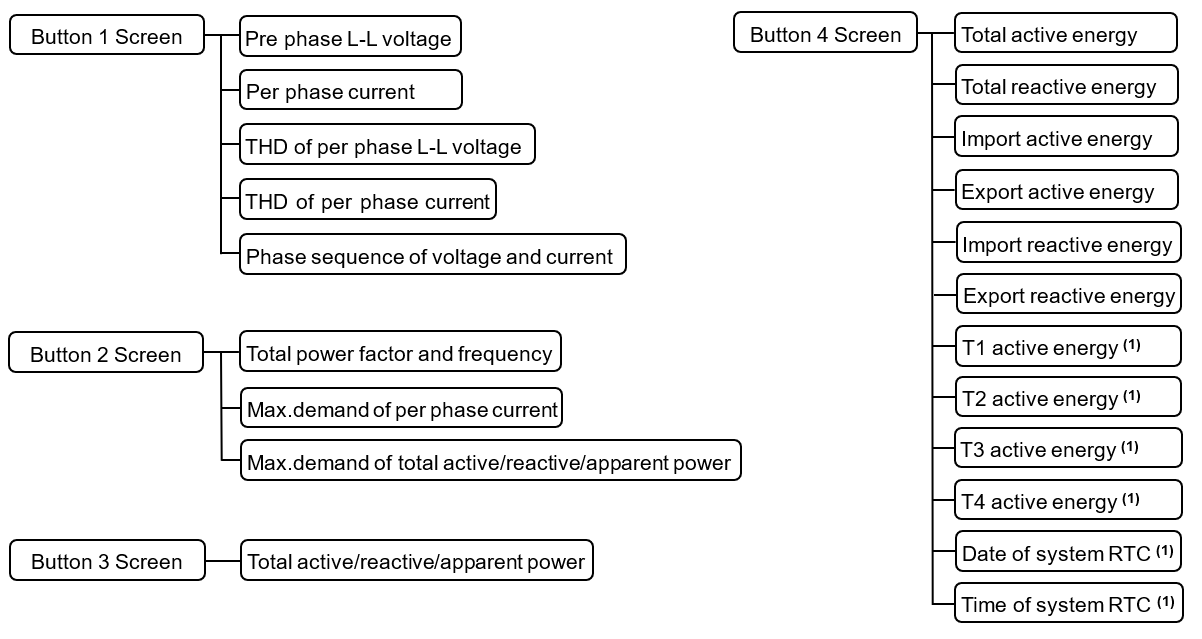 Button 1 Screen
Pre phase L-L voltage
Per phase current
THD of per phase L-L voltage
THD of per phase current
Phase sequence of voltage and current
Button 2 Screen
Total power factor and frequency
Max.demand of per phase current
Max.demand of total active/reactive/apparent power
Button 3 Screen
Total active/reactive/apparent power
Button 4 Screen
Total active energy
Total reactive energy
Import active energy
Export active energy
Import reactive energy
Export reactive energy
T1 active energy (1)
T2 active energy (1)
T3 active energy (1)
T4 active energy (1)
Date of system RTC (1)
Time of system RTC (1)